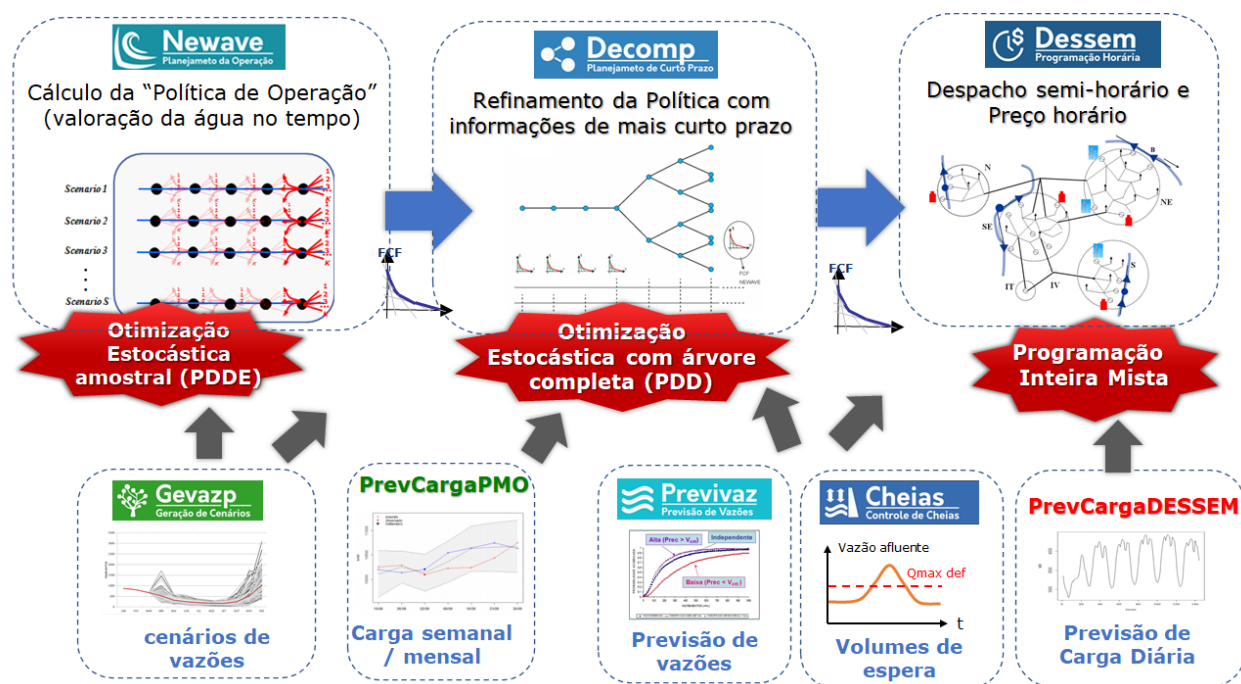 Newave
Planejameto da Operação
Cálculo da “Política de Operação”
(valoração da água no tempo)
Scenario 1
Scenario 2
Scenario 3
Scenario S
Otimização
Estocástica
amostral (PDDE)
FCF
Decomp
Planejamento de Curto Prazo
Refinamento da Política com
informações de mais curto prazo
FCF
NEWAVE
Otimização
Estocástica com árvore
completa (PDD)
FCF
Dessem
Programação Horária
Despacho semi-horário e
Preço horário
N
B
NE
SE
S
IT
IV
Programação
Inteira Mista
Gevazp
Geração de Cenários
cenários de
vazões
PrevCargaPMO
Carga semanal
/ mensal
Previvaz
Previsão de Vazões
Independente
Previsão de
vazões
Cheias
Controle de Cheias
Vazão afluente
Qmax def
t
Volumes de
espera
PrevCargaDESSEM
Previsão de
Carga Diária